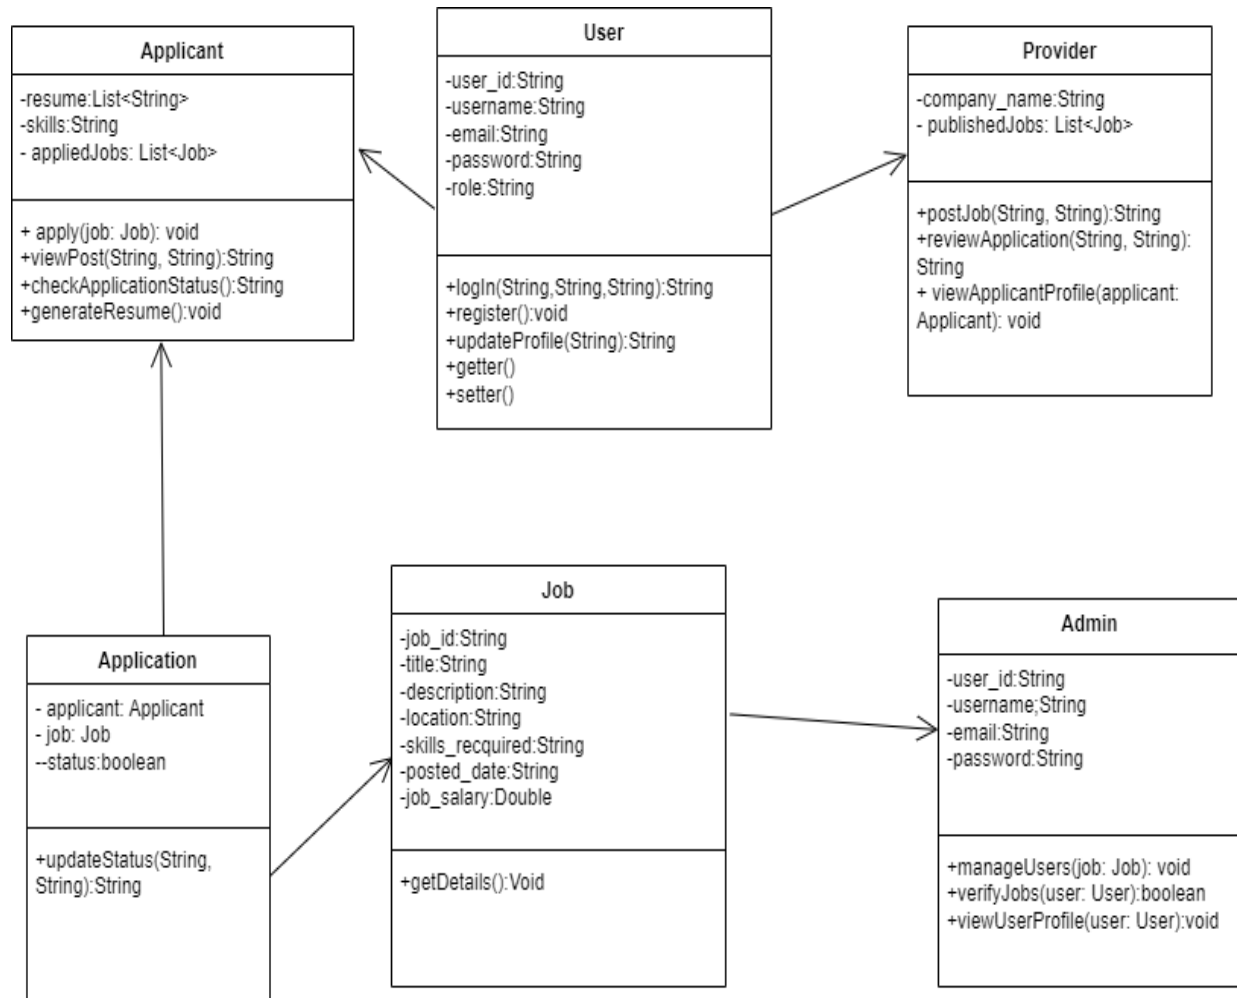 Applicant
-resume:List<String>
-skills:String
- appliedJobs: List<Job>
+ apply(job: Job): void
+viewPost(String, String):String
+checkApplicationStatus():String
+generateResume():void
User
-user_id:String
-username:String
-email:String
-password:String
-role:String
+logIn(String,String,String):String
+register():void
+updateProfile(String):String
+getter()
+setter()
Provider
-company_name:String
- publishedJobs: List<Job>
+postJob(String, String):String
+reviewApplication(String, String):
String
+ viewApplicantProfile(applicant:
Applicant): void
Application
- applicant: Applicant
- job: Job
--status:boolean
+updateStatus(String,
String):String
Job
-job_id:String
-title:String
-description:String
-location:String
-skills_recquired:String
-posted_date:String
-job_salary:Double
+getDetails():Void
Admin
-user_id:String
-username;String
-email:String
-password:String
+manageUsers(job: Job): void
+verifyJobs(user: User):boolean
+viewUserProfile(user: User):void